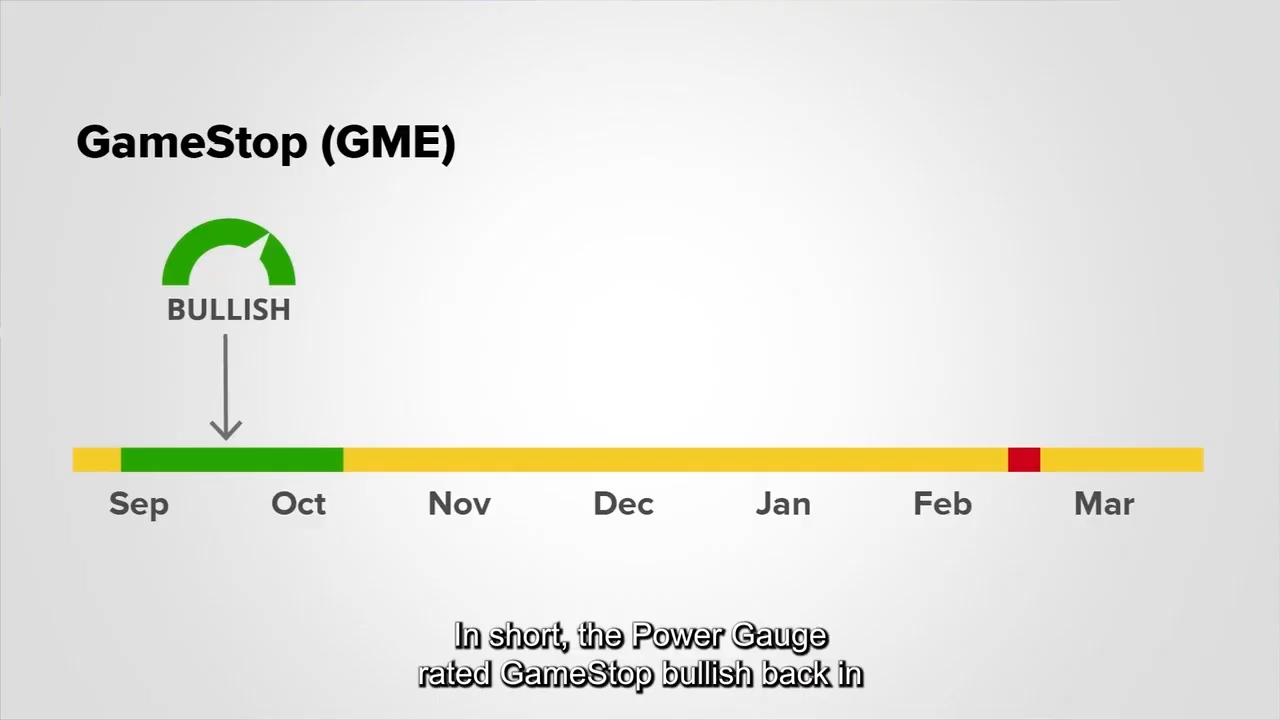 GameStop (GME)
BULLISH
Sep Oct Nov Dec Jan Feb Mar
In short, the Power Gauge
rated GameStop bullish back in